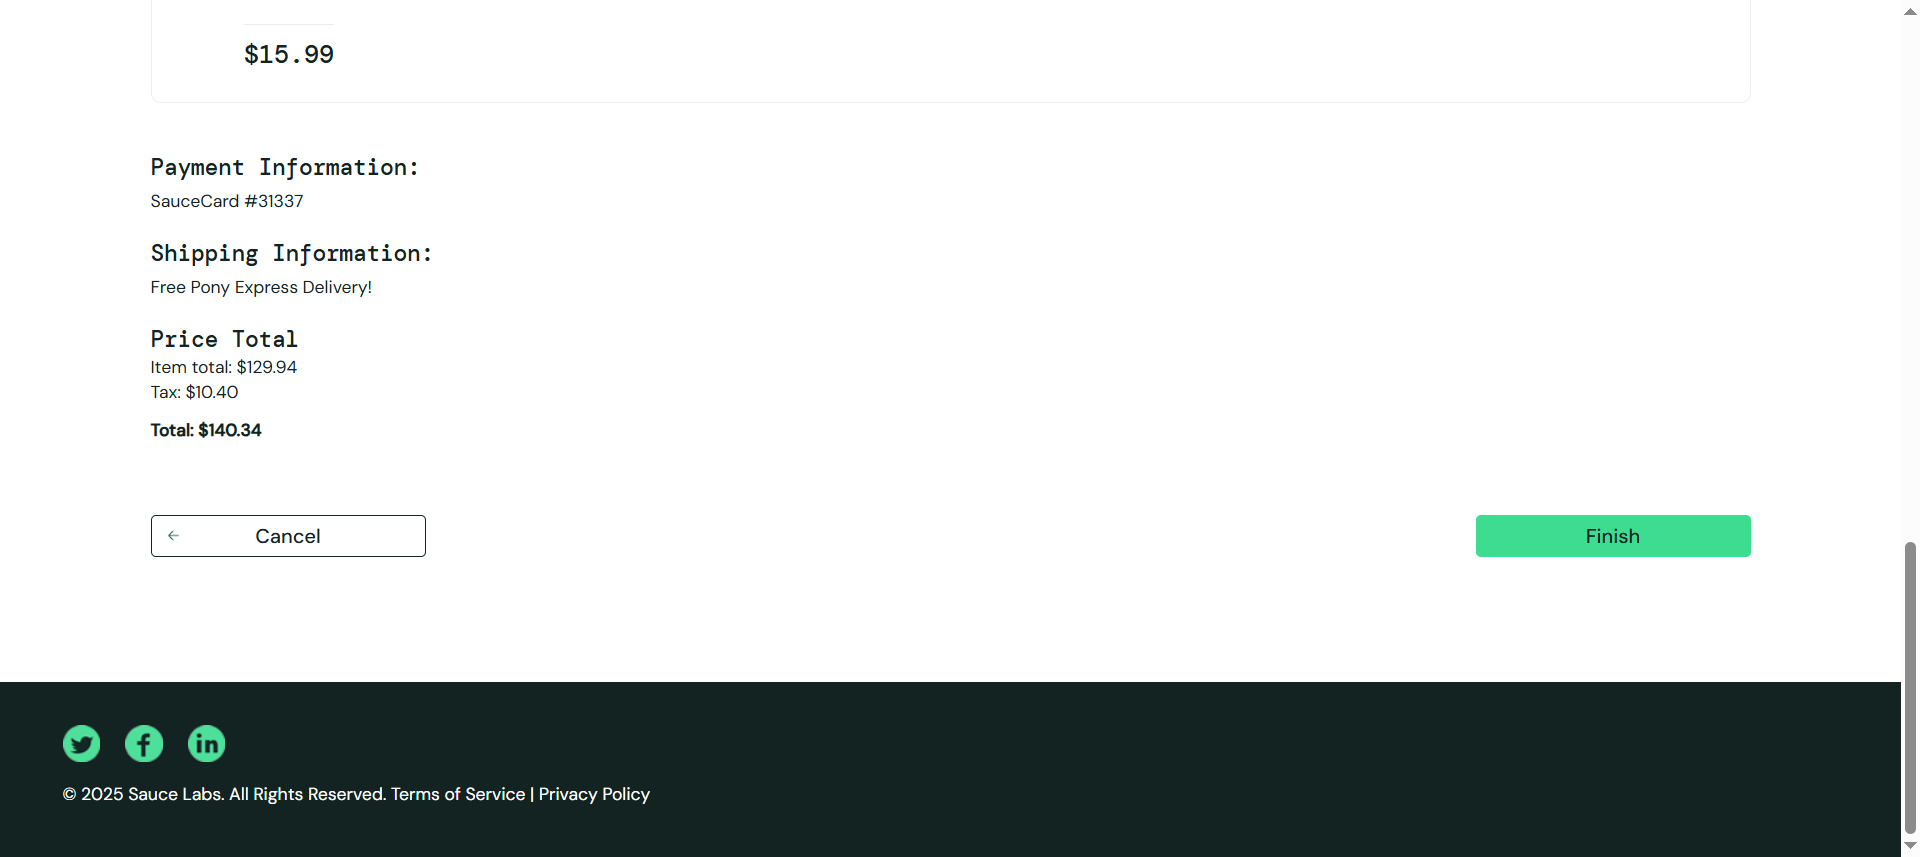 $15.99
Payment Information:
SauceCard #31337
Shipping Information:
Free Pony Express Delivery!
Price Total
Item total: $129.94
Tax: $10.40
Total: $140.34
Cancel
Finish
© 2025 Sauce Labs. All Rights Reserved. Terms of Service | Privacy Policy